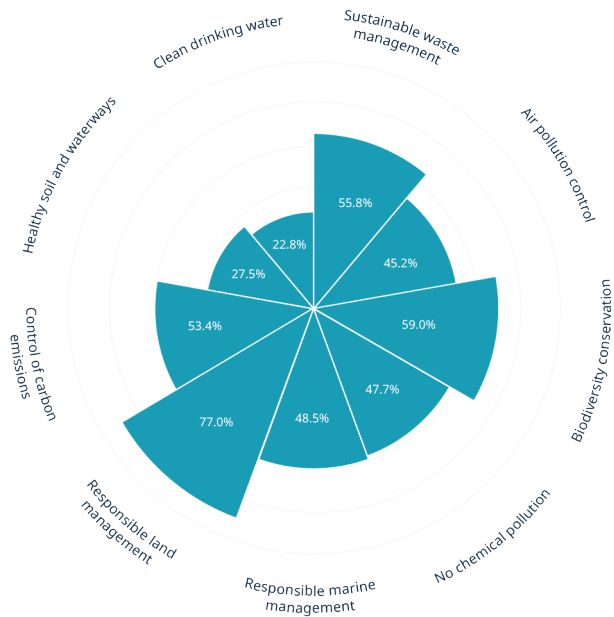 Sustainable waste
management
55.8%
Air pollution control
45.2%
Biodiversity conservation
59.0%
No chemical pollution
47.7%
Responsible marine
management
48.5%
Responsible land
management
77.0%
Control of carbon
emissions
53.4%
Healthy soil and waterways
27.5%
Clean drinking water
22.8%